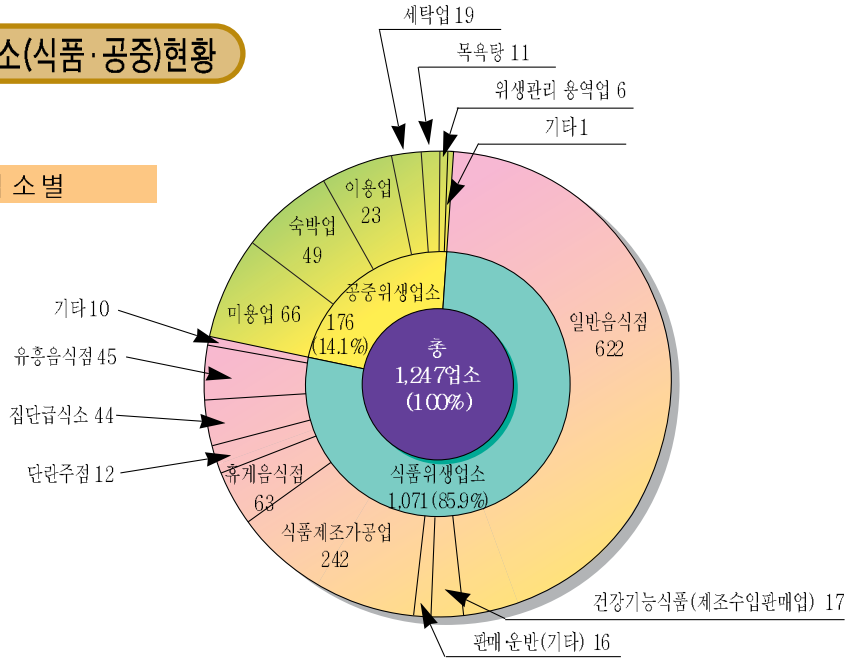 소(식품·공중)현황
소별
세탁업 19
목욕탕 11
위생관리 용역업 6
기타 1
이용업
23
숙박업
49
미용업 66
공중위생업소
176
(14.1%)
총
1,247업소
(100%)
일반음식점
622
기타 10
유흥음식점 45
집단급식소 44
단란주점 12
휴게음식점
63
식품위생업소
1,071 (85.9%)
식품제조가공업
242
건강기능식품(제조수입판매업) 17
판매·운반(기타) 16